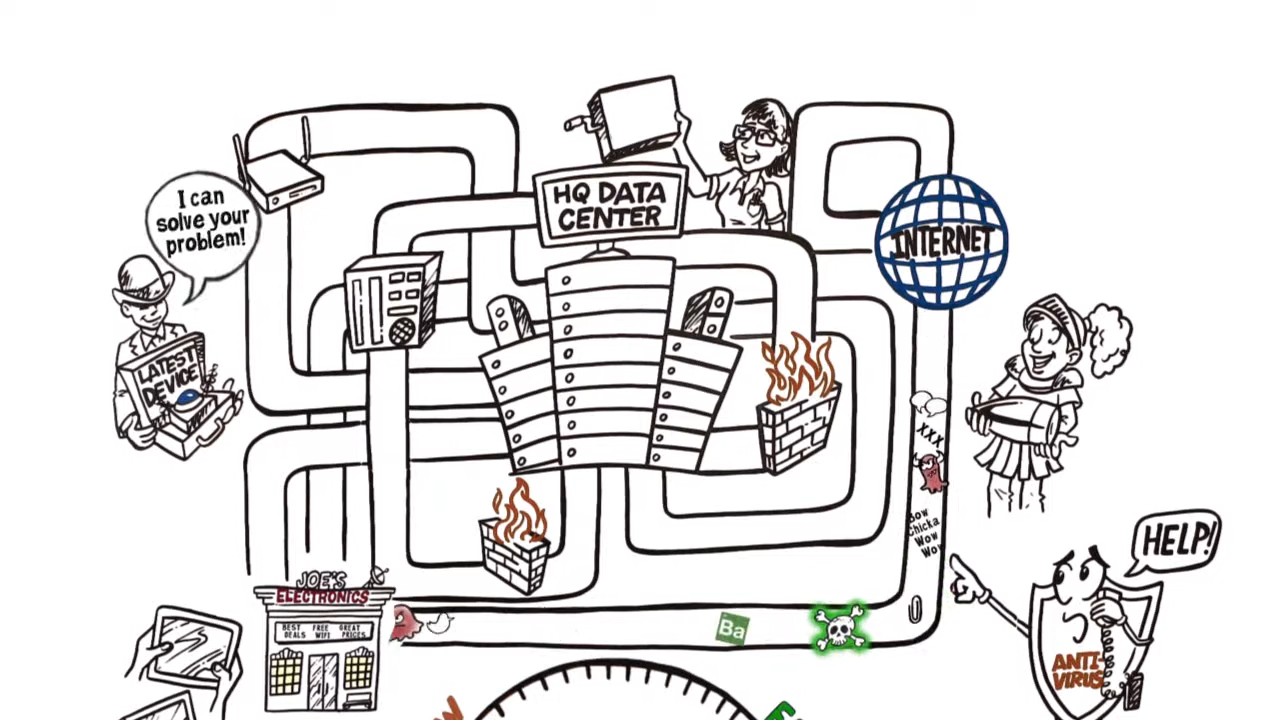 I can
solve your
problem!
HQ DATA
CENTER
INTERNET
LATEST
DEVICE
XXX
Bow
Chicka
Wow
Wow
HELP!
JOE'S
ELECTRONICS
BEST FREE GREAT
DEALS WIFI PRICES
Ba
ANTI-
VIRUS